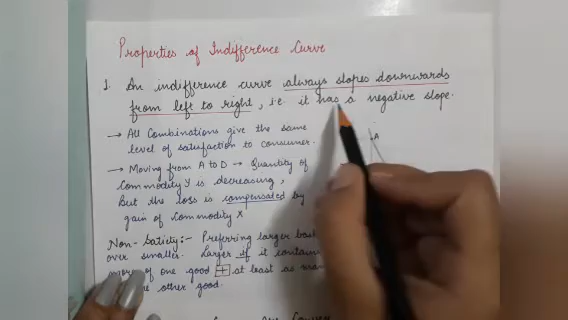 Properties of Indifference Curve
1. An indifference curve always slopes downwards
from left to right, i.e. it has a negative slope.
→ All Combinations give the same
level of satisfaction to consumer.
→ Moving from A to D → Quantity of
Commodity Y is decreasing,
But the loss is compensated by
gain of Commodity X
A
Non-Satiety:- Preferring larger
over smaller. Larger if it
of one good + at least as
other good.